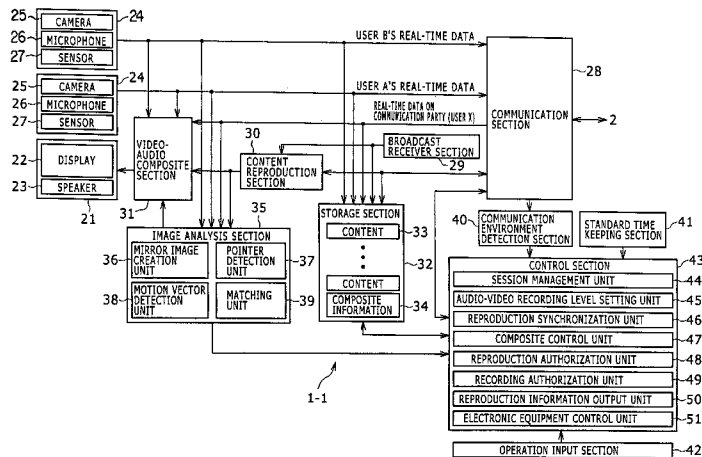 25
CAMERA
24
26
MICROPHONE
27
SENSOR
USER B'S REAL-TIME DATA
28
25
CAMERA
24
26
MICROPHONE
27
SENSOR
USER A'S REAL-TIME DATA
REAL-TIME DATA ON
COMMUNICATION PARTY (USER X)
COMMUNICATION
SECTION
2
22
DISPLAY
23
SPEAKER
21
VIDEO-
AUDIO
COMPOSITE
SECTION
31
30
CONTENT
REPRODUCTION
SECTION
BROADCAST
RECEIVER SECTION
29
35
IMAGE ANALYSIS SECTION
36
MIRROR IMAGE
CREATION
UNIT
POINTER
DETECTION
UNIT
37
38
MOTION VECTOR
DETECTION
UNIT
MATCHING
UNIT
39
STORAGE SECTION
CONTENT
33
32
CONTENT
COMPOSITE
INFORMATION
34
40
COMMUNICATION
ENVIRONMENT
DETECTION SECTION
STANDARD TIME
KEEPING SECTION
41
CONTROL SECTION
43
SESSION MANAGEMENT UNIT
44
AUDIO-VIDEO RECORDING LEVEL SETTING UNIT
45
REPRODUCTION SYNCHRONIZATION UNIT
46
COMPOSITE CONTROL UNIT
47
REPRODUCTION AUTHORIZATION UNIT
48
RECORDING AUTHORIZATION UNIT
49
REPRODUCTION INFORMATION OUTPUT UNIT
50
ELECTRONIC EQUIPMENT CONTROL UNIT
51
1-1
OPERATION INPUT SECTION
42